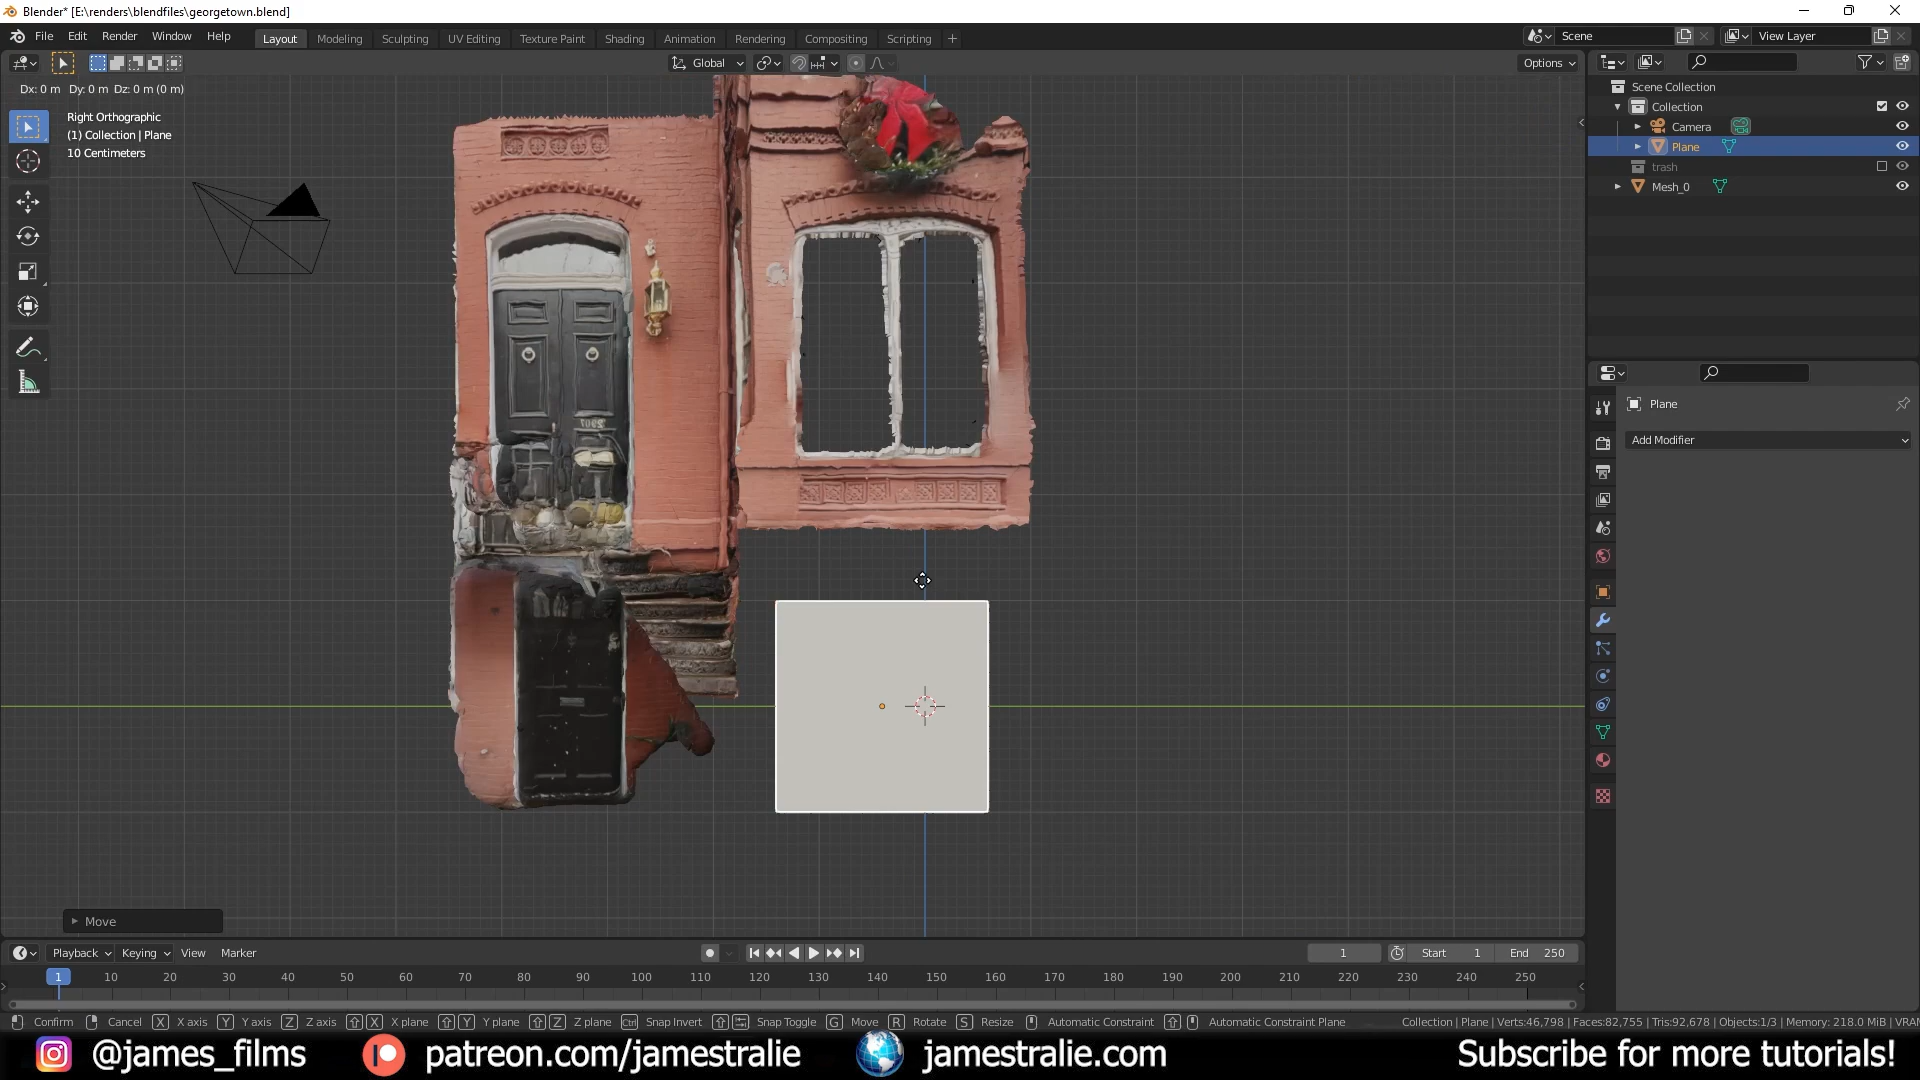 Blender* [E:\renders\blendfiles\georgetown.blend]
File Edit Render Window Help
Layout Modeling Sculpting UV Editing Texture Paint Shading Animation Rendering Compositing Scripting
Scene View Layer
Global Options
Dx: 0 m Dy: 0 m Dz: 0 m (0 m)
Right Orthographic
(1) Collection | Plane
10 Centimeters
Scene Collection
Collection
Camera
Plane
trash
Mesh_0
Plane
Add Modifier
Move
Playback Keying View Marker
1 Start 1 End 250
1 10 20 30 40 50 60 70 80 90 100 110 120 130 140 150 160 170 180 190 200 210 220 230 240 250
Confirm Cancel X X axis Y Y axis Z Z axis X X plane Y Y plane Z Z plane Ctrl Snap Invert Snap Toggle G Move R Rotate S Resize Automatic Constraint Automatic Constraint Plane Collection | Plane | Verts:46,798 | Faces:82,755 | Tris:92,678 | Objects:1/3 | Memory: 218.0 MiB | VRAM
@james_films patreon.com/jamestralie jamestralie.com Subscribe for more tutorials!